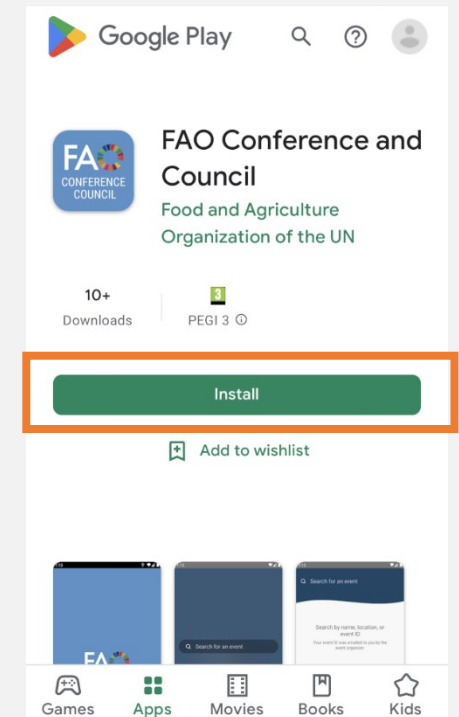 Google Play
FAO
CONFERENCE
COUNCIL
FAO Conference and
Council
Food and Agriculture
Organization of the UN
10+
Downloads
3
PEGI 3
Install
Add to wishlist
FAO
Search for an event
Search for an event
Search by name, location, or
event ID
Games
Apps
Movies
Books
Kids